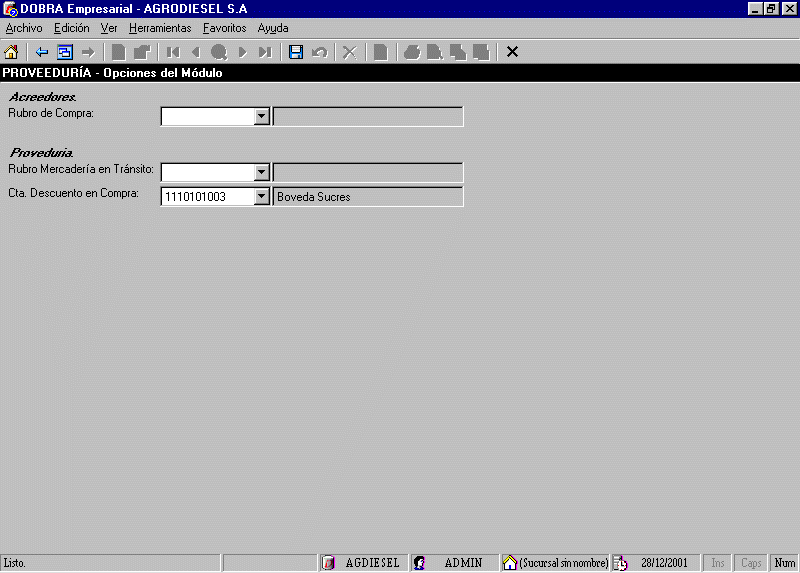 DOBRA Empresarial - AGRODIESEL S.A
Archivo Edición Ver Herramientas Favoritos Ayuda
PROVEEDURÍA - Opciones del Módulo
Acreedores.
Rubro de Compra:
Proveduria.
Rubro Mercadería en Tránsito:
Cta. Descuento en Compra: 1110101003 Boveda Sucres
Listo. AGDIESEL ADMIN (Sucursal sin nombre) 28/12/2001 Ins Caps Num